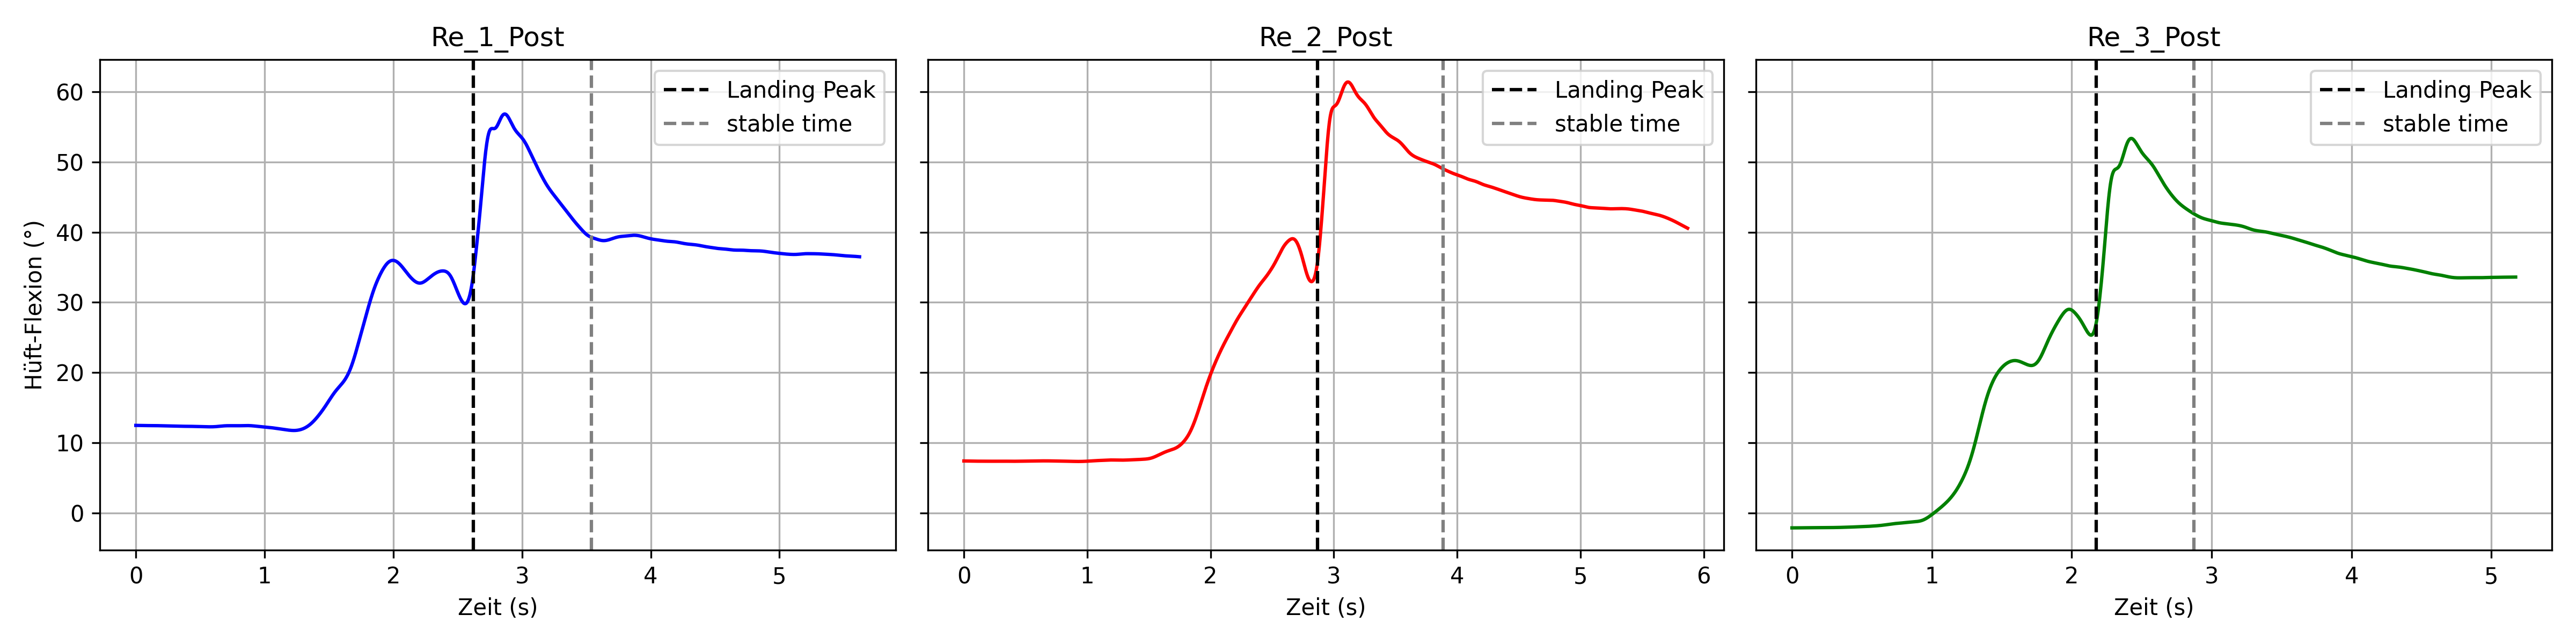 Re_1_Post
Re_2_Post
Re_3_Post
Landing Peak
stable time
Landing Peak
stable time
Landing Peak
stable time
Hüft-Flexion (°)
60
50
40
30
20
10
0
0 1 2 3 4 5
0 1 2 3 4 5 6
0 1 2 3 4 5
Zeit (s)
Zeit (s)
Zeit (s)